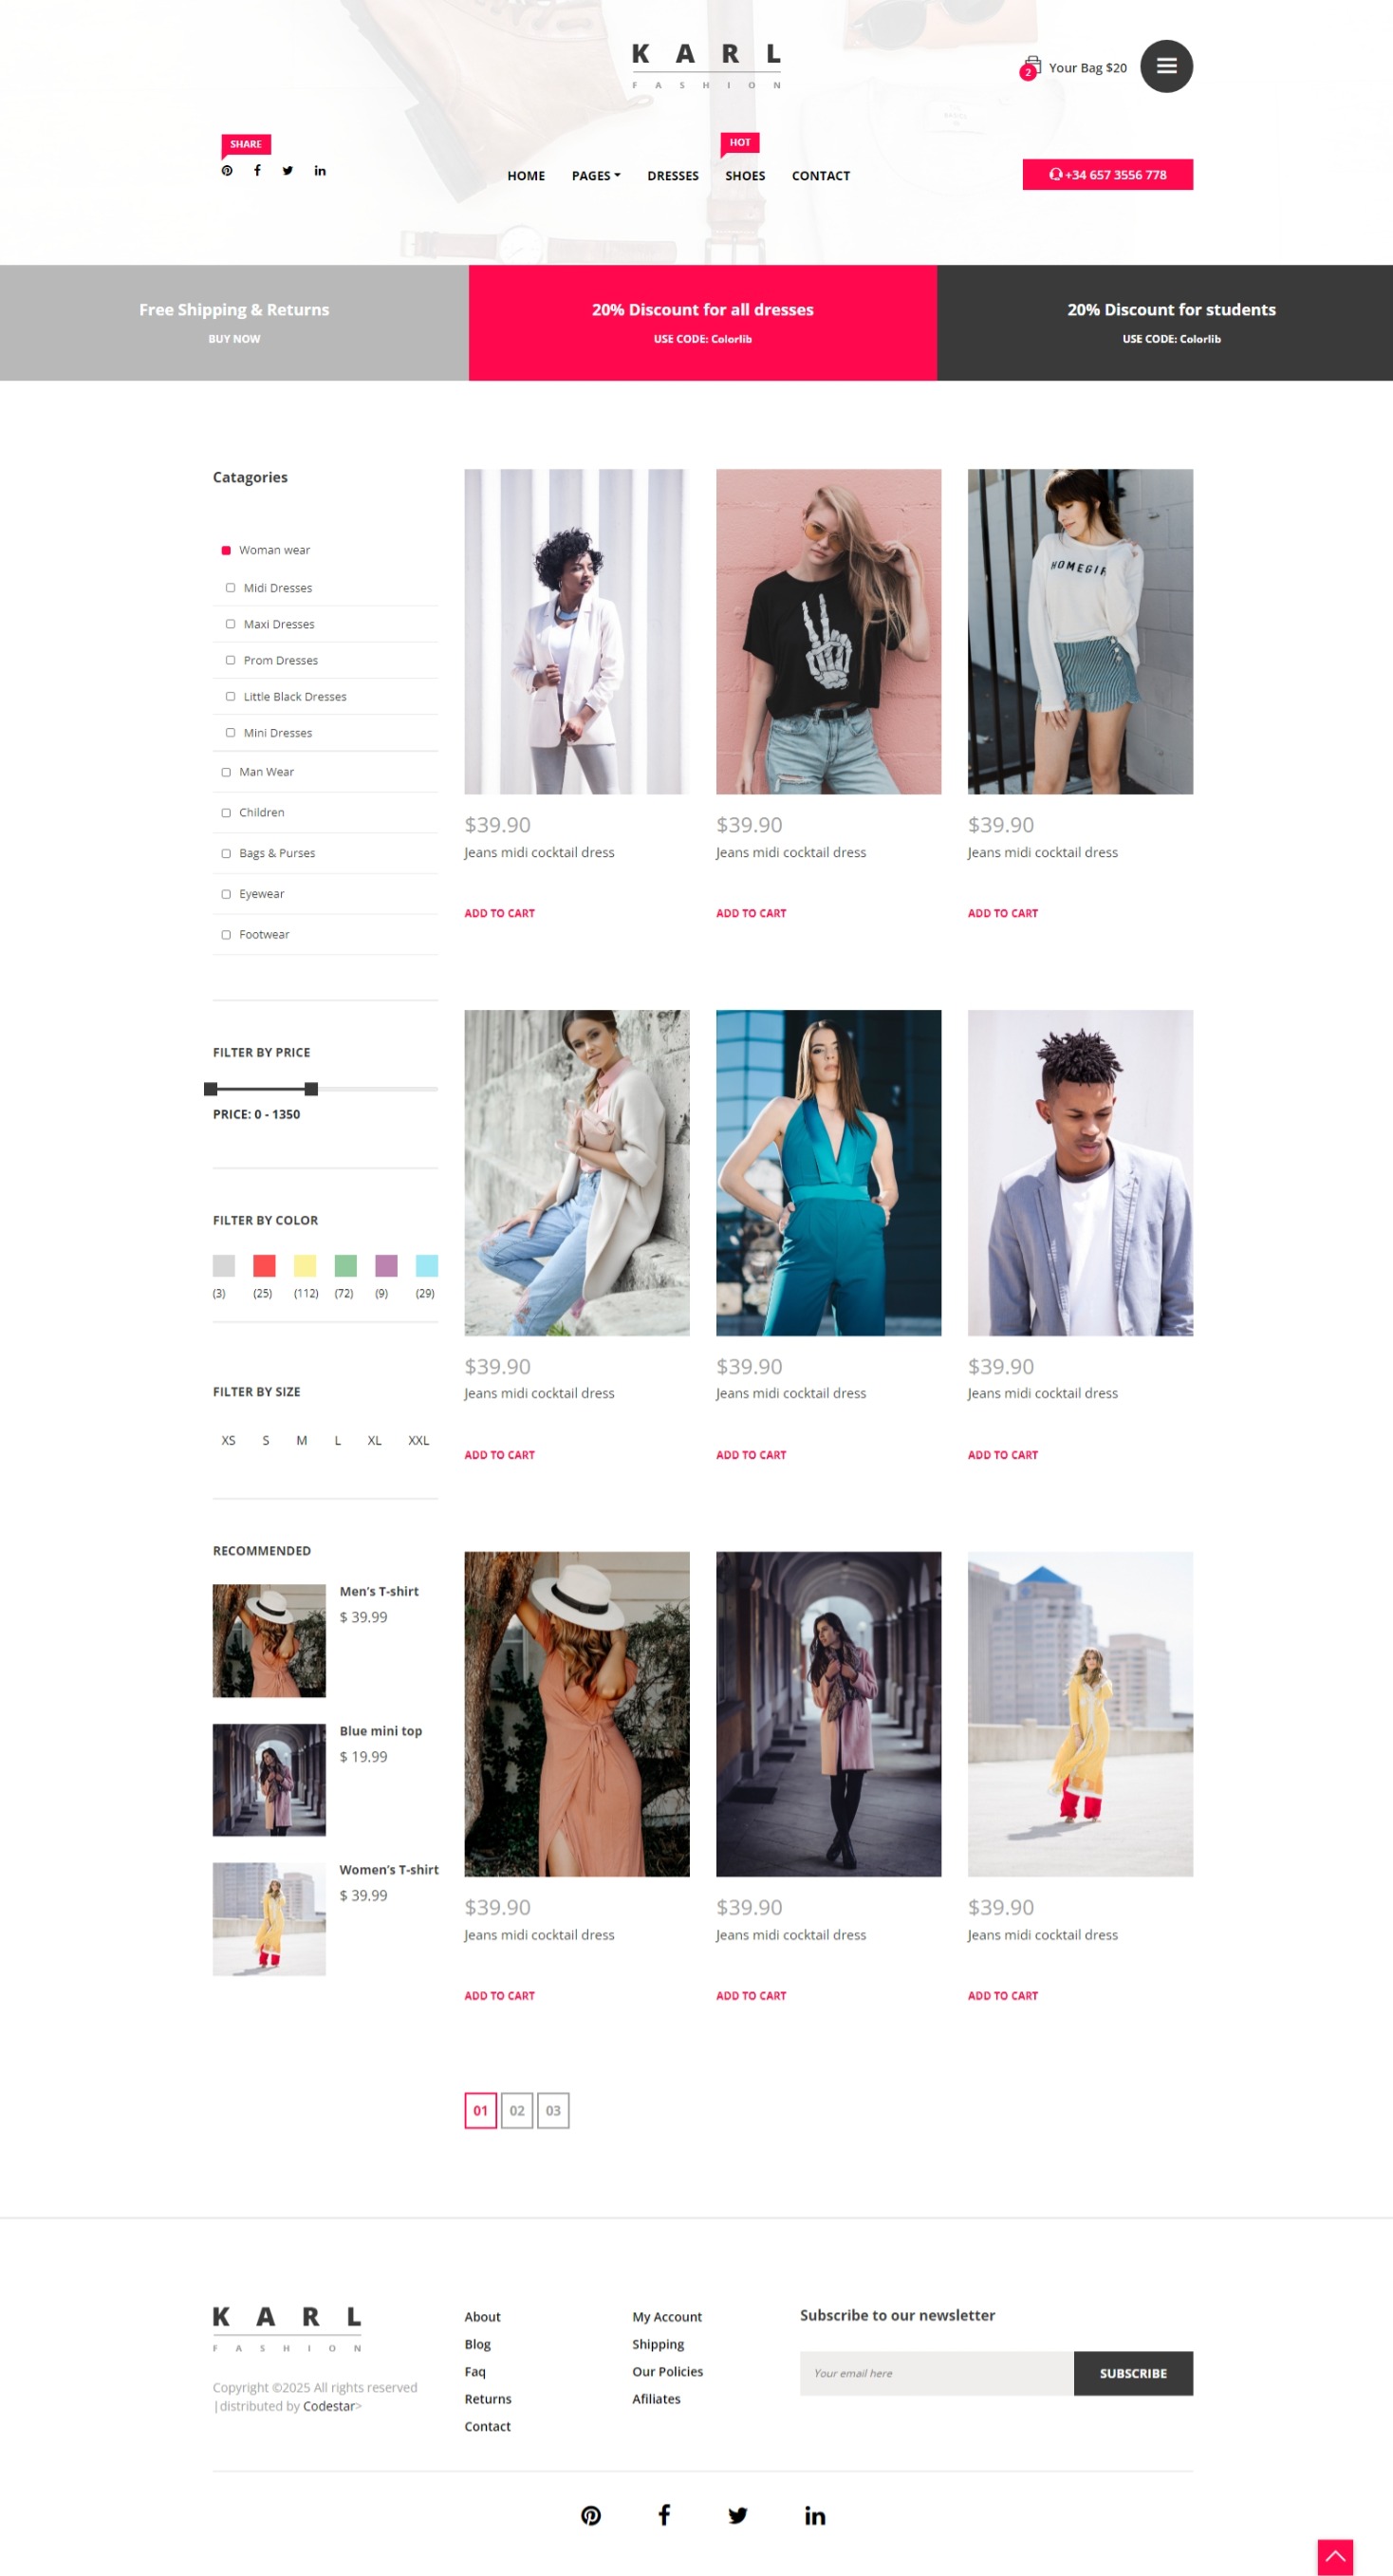 K A R L
F A S H I O N
2
Your Bag $20
SHARE
HOT
HOME PAGES DRESSES SHOES CONTACT
+34 657 3556 778
Free Shipping & Returns
BUY NOW
20% Discount for all dresses
USE CODE: Colorlib
20% Discount for students
USE CODE: Colorlib
Catagories
Woman wear
Midi Dresses
Maxi Dresses
Prom Dresses
Little Black Dresses
Mini Dresses
Man Wear
Children
Bags & Purses
Eyewear
Footwear
FILTER BY PRICE
PRICE: 0 - 1350
FILTER BY COLOR
(3) (25) (112) (72) (9) (29)
FILTER BY SIZE
XS S M L XL XXL
RECOMMENDED
Men's T-shirt
$ 39.99
Blue mini top
$ 19.99
Women's T-shirt
$ 39.99
$39.90
Jeans midi cocktail dress
ADD TO CART
$39.90
Jeans midi cocktail dress
ADD TO CART
HOMEGIR
$39.90
Jeans midi cocktail dress
ADD TO CART
$39.90
Jeans midi cocktail dress
ADD TO CART
$39.90
Jeans midi cocktail dress
ADD TO CART
$39.90
Jeans midi cocktail dress
ADD TO CART
$39.90
Jeans midi cocktail dress
ADD TO CART
$39.90
Jeans midi cocktail dress
ADD TO CART
$39.90
Jeans midi cocktail dress
ADD TO CART
01 02 03
K A R L
F A S H I O N
Copyright ©2025 All rights reserved
|distributed by Codestar>
About
Blog
Faq
Returns
Contact
My Account
Shipping
Our Policies
Afiliates
Subscribe to our newsletter
Your email here
SUBSCRIBE